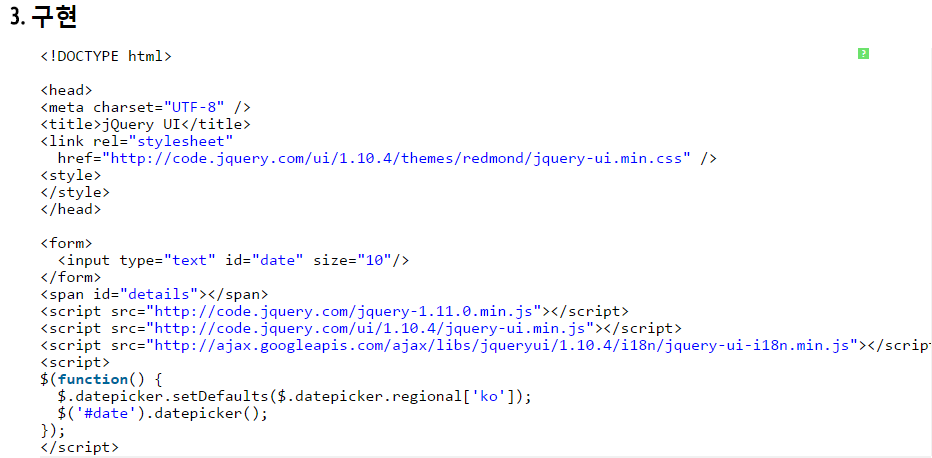 3. 구현
<!DOCTYPE html>
?
<head>
<meta charset="UTF-8" />
<title>jQuery UI</title>
<link rel="stylesheet"
href="http://code.jquery.com/ui/1.10.4/themes/redmond/jquery-ui.min.css" />
<style>
</style>
</head>
<form>
<input type="text" id="date" size="10"/>
</form>
<span id="details"></span>
<script src="http://code.jquery.com/jquery-1.11.0.min.js"></script>
<script src="http://code.jquery.com/ui/1.10.4/jquery-ui.min.js"></script>
<script src="http://ajax.googleapis.com/ajax/libs/jqueryui/1.10.4/i18n/jquery-ui-i18n.min.js"></scrip
<script>
$(function() {
$.datepicker.setDefaults($.datepicker.regional['ko']);
$('#date').datepicker();
});
</script>